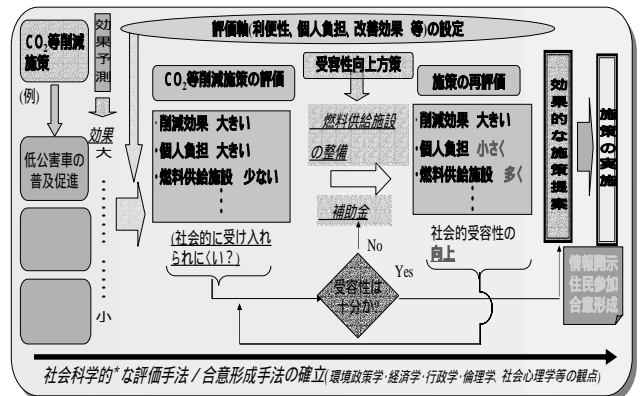 評価軸(利便性, 個人負担, 改善効果 等)の設定
CO2等削減
施策
効果予測
(例)
効果
大
低公害車の
普及促進
小
CO2等削減施策の評価
・削減効果 大きい
・個人負担 大きい
・燃料供給施設 少ない
(社会的に受け入れ
られにくい?)
受容性向上方策
燃料供給施設
の整備
補助金
No
受容性は
十分か
Yes
施策の再評価
・削減効果 大きい
・個人負担 小さく
・燃料供給施設 多く
社会的受容性の
向上
効果的な施策提案
施策の実施
情報開示
住民参加
合意形成
社会科学的*な評価手法 / 合意形成手法の確立(環境政策学・経済学・行政学・倫理学, 社会心理学等の観点)